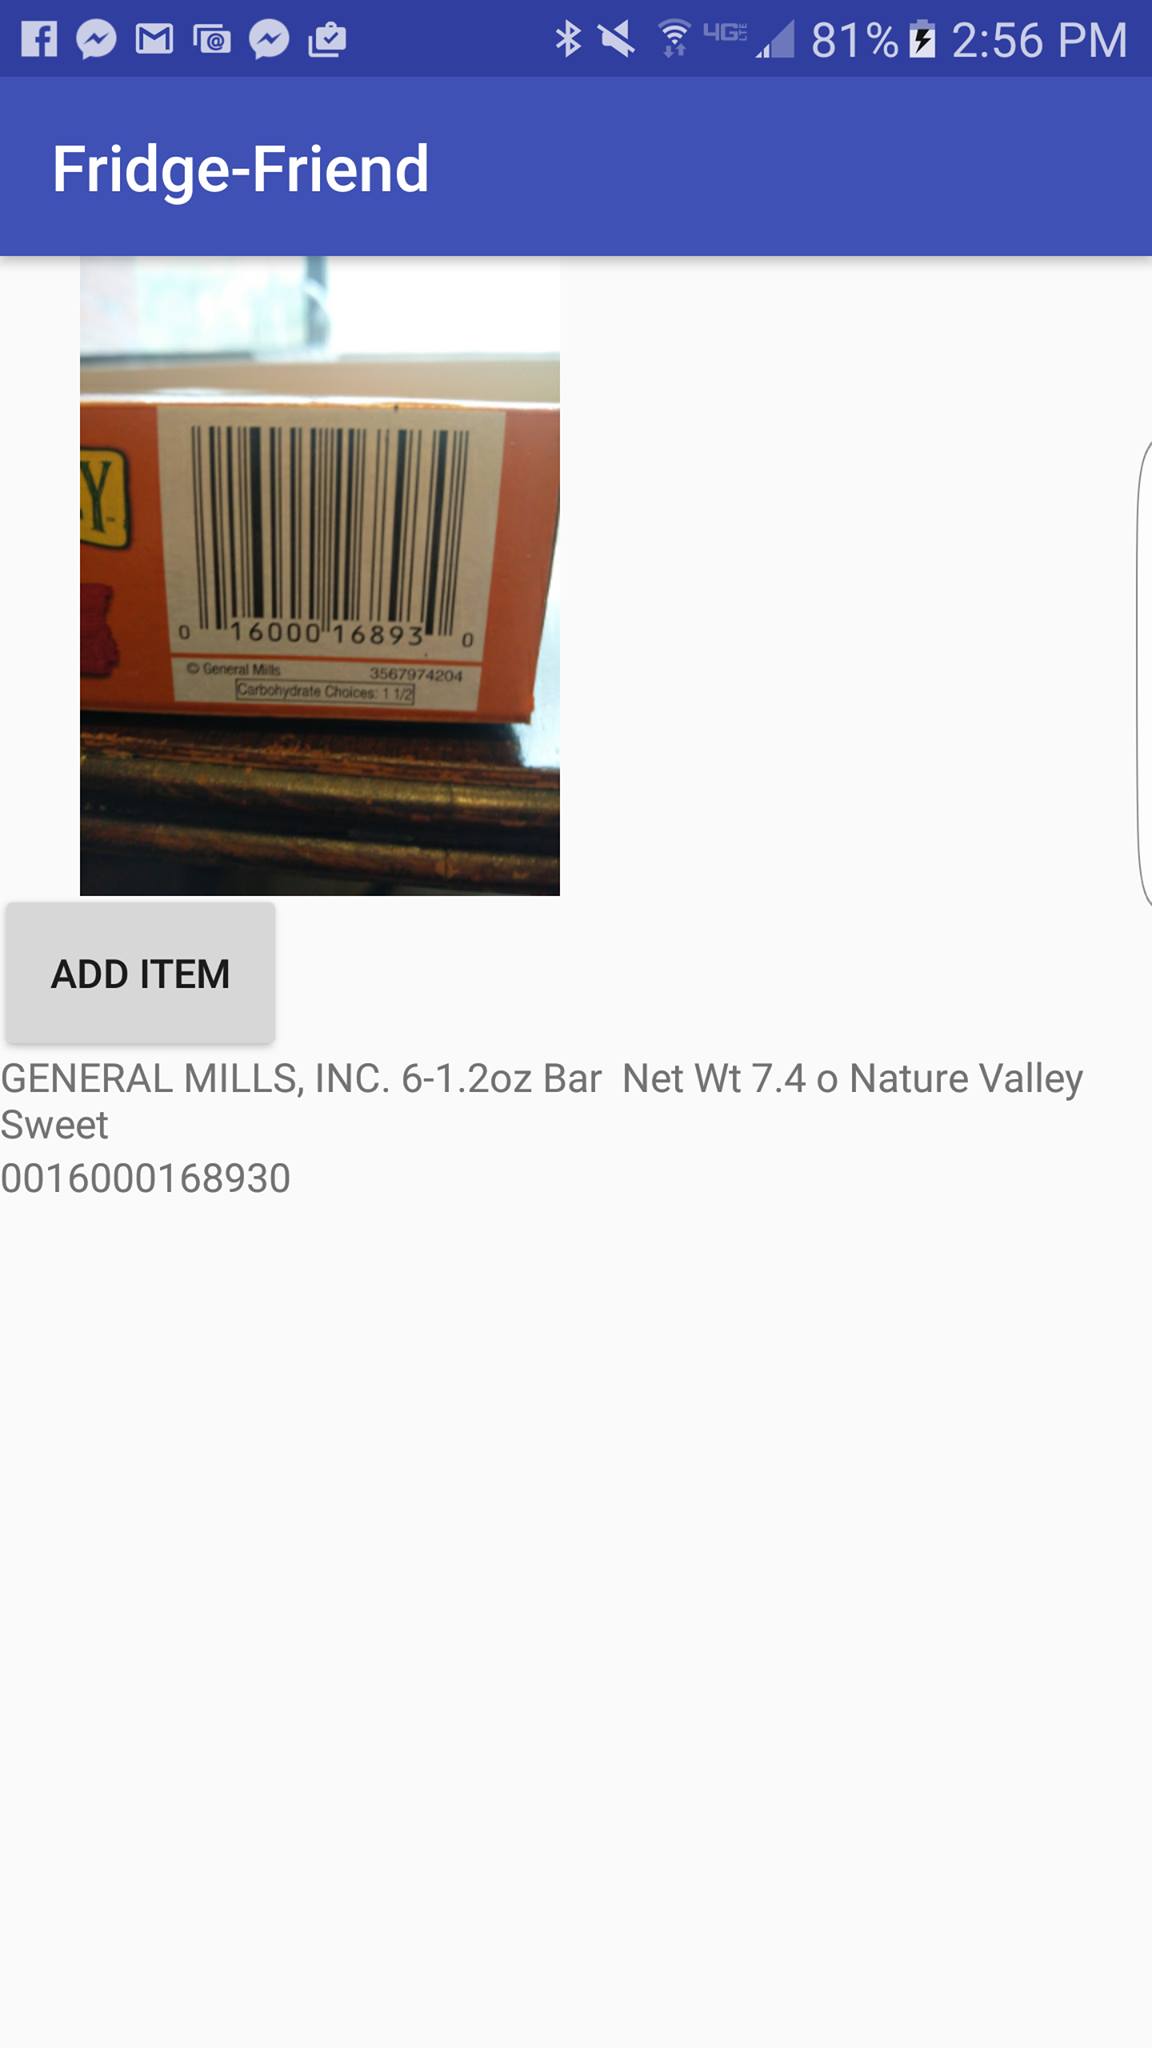 81% 2:56 PM
Fridge-Friend
Y
0 16000 16893 0
© General Mills 3567974204
Carbohydrate Choices: 1 1/2
ADD ITEM
GENERAL MILLS, INC. 6-1.2oz Bar  Net Wt 7.4 o Nature Valley
Sweet
0016000168930